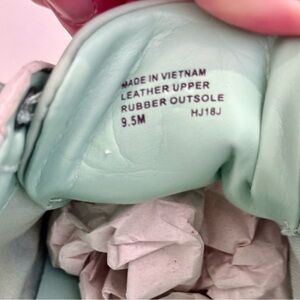 MADE IN VIETNAM
LEATHER UPPER
RUBBER OUTSOLE
9.5M HJ18J